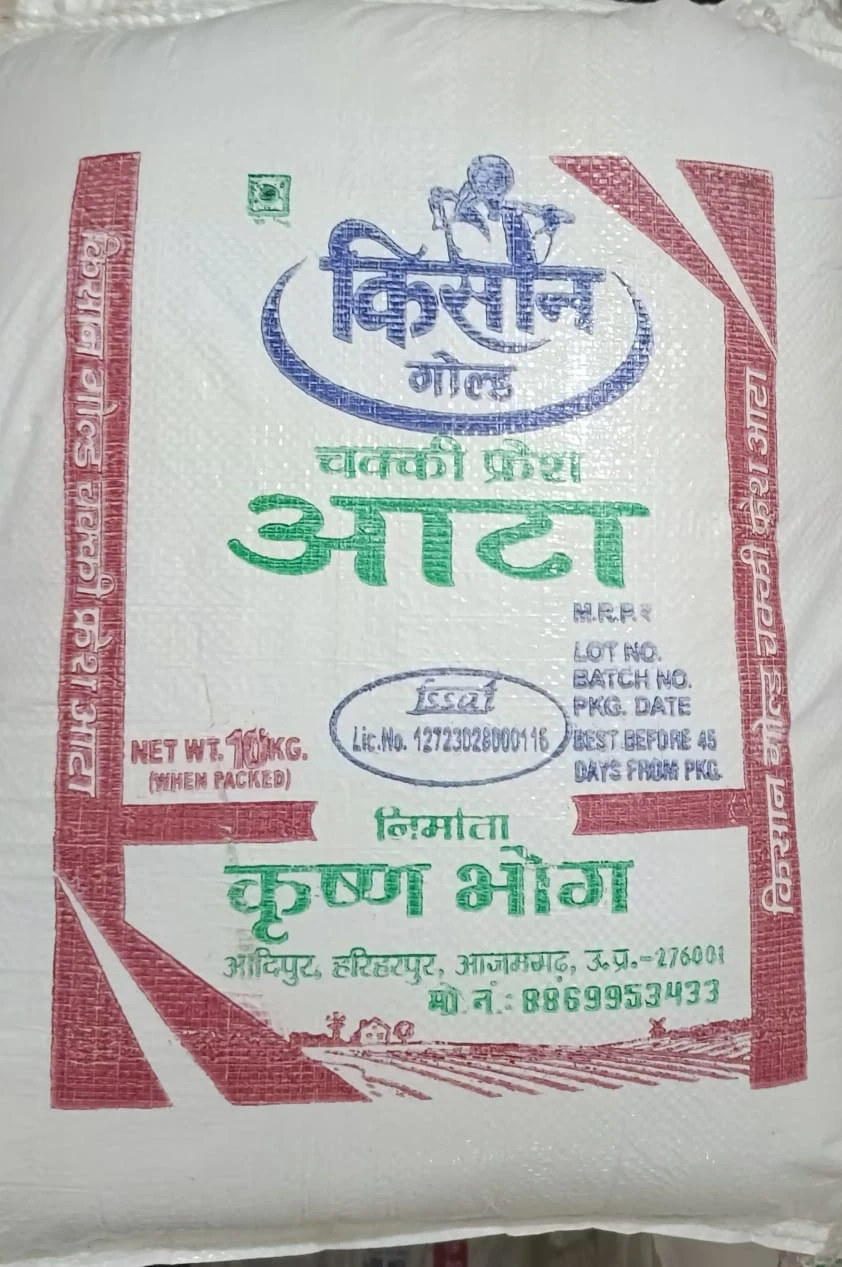 किसान
गोल्ड
चक्की फ्रेश
आटा
M.R.P. ₹
LOT NO.
BATCH NO.
PKG. DATE
BEST BEFORE 45
DAYS FROM PKG.
fssai
Lic.No. 12723028000116
NET WT. 10 KG.
(WHEN PACKED)
निर्माता
कृष्ण भोग
आदिपुर, हरिहरपुर, आजमगढ़, उ.प्र.-276001
मो.नं.: 8869953433
किसान गोल्ड चक्की फ्रेश आटा
किसान गोल्ड चक्की फ्रेश आटा